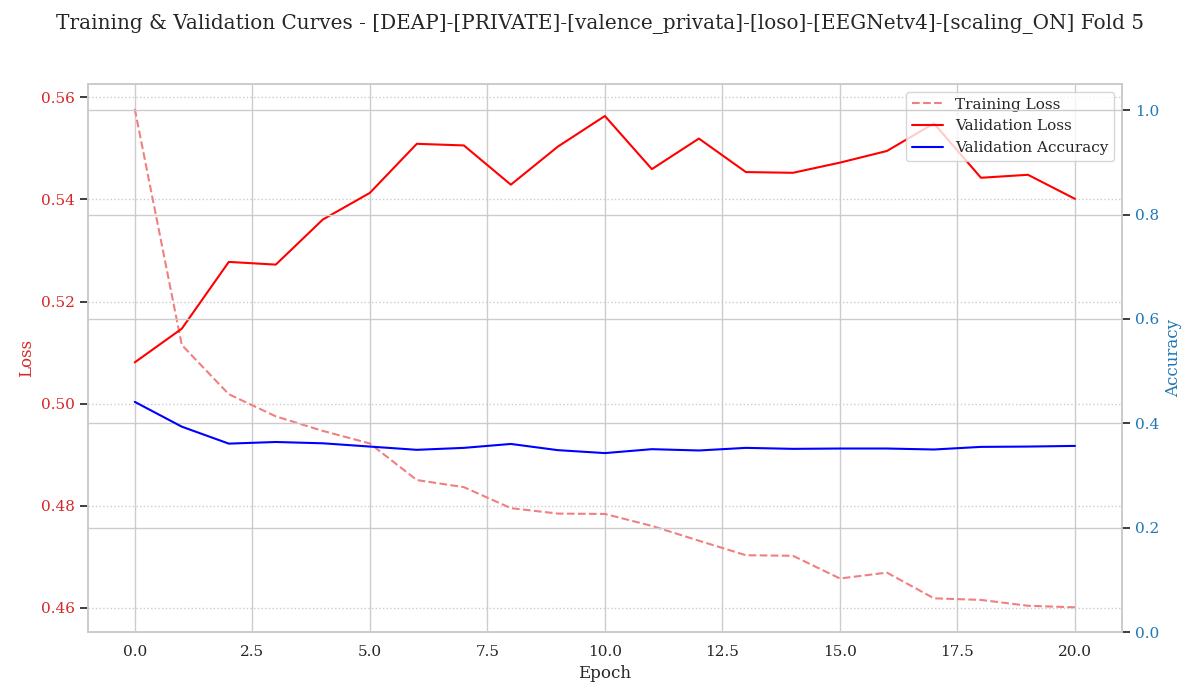 Training & Validation Curves - [DEAP]-[PRIVATE]-[valence_privata]-[loso]-[EEGNetv4]-[scaling_ON] Fold 5
Training Loss
Validation Loss
Validation Accuracy
0.56
0.54
0.52
0.50
0.48
0.46
Loss
1.0
0.8
0.6
0.4
0.2
0.0
Accuracy
0.0 2.5 5.0 7.5 10.0 12.5 15.0 17.5 20.0
Epoch